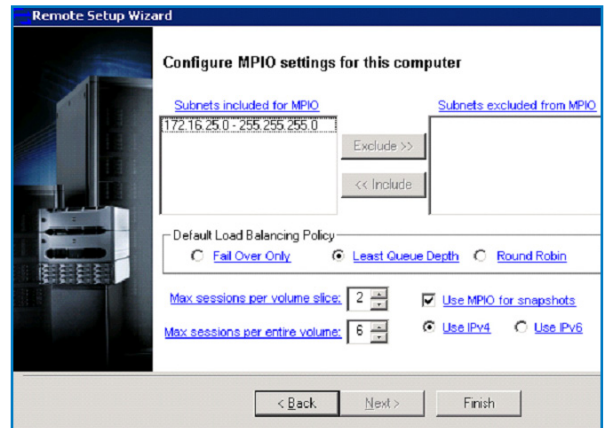 Remote Setup Wizard
Configure MPIO settings for this computer
Subnets included for MPIO
Subnets excluded from MPIO
172.16.25.0 - 255.255.255.0
Exclude >>
<< Include
Default Load Balancing Policy
Fail Over Only
Least Queue Depth
Round Robin
Max sessions per volume slice: 2
Use MPIO for snapshots
Max sessions per entire volume: 6
Use IPv4
Use IPv6
< Back
Next >
Finish